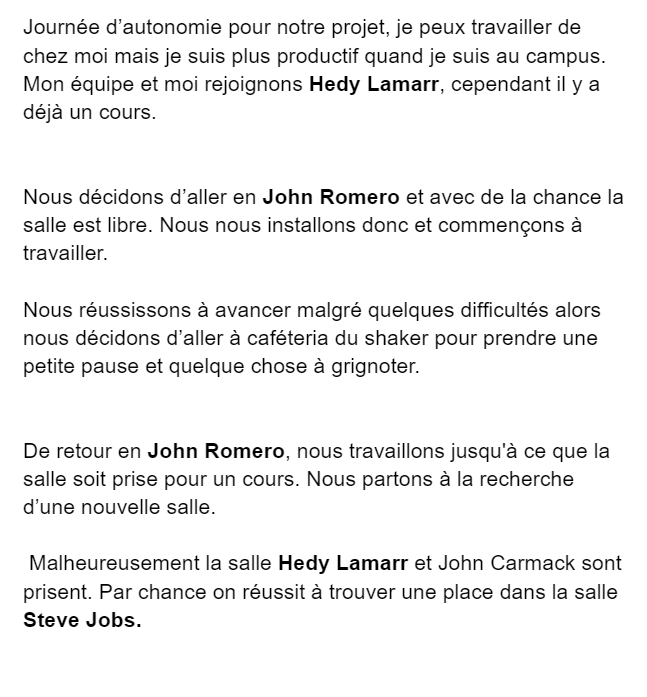 Journée d’autonomie pour notre projet, je peux travailler de
chez moi mais je suis plus productif quand je suis au campus.
Mon équipe et moi rejoignons Hedy Lamarr, cependant il y a
déjà un cours.
Nous décidons d’aller en John Romero et avec de la chance la
salle est libre. Nous nous installons donc et commençons à
travailler.
Nous réussissons à avancer malgré quelques difficultés alors
nous décidons d’aller à caféteria du shaker pour prendre une
petite pause et quelque chose à grignoter.
De retour en John Romero, nous travaillons jusqu'à ce que la
salle soit prise pour un cours. Nous partons à la recherche
d’une nouvelle salle.
Malheureusement la salle Hedy Lamarr et John Carmack sont
prisent. Par chance on réussit à trouver une place dans la salle
Steve Jobs.